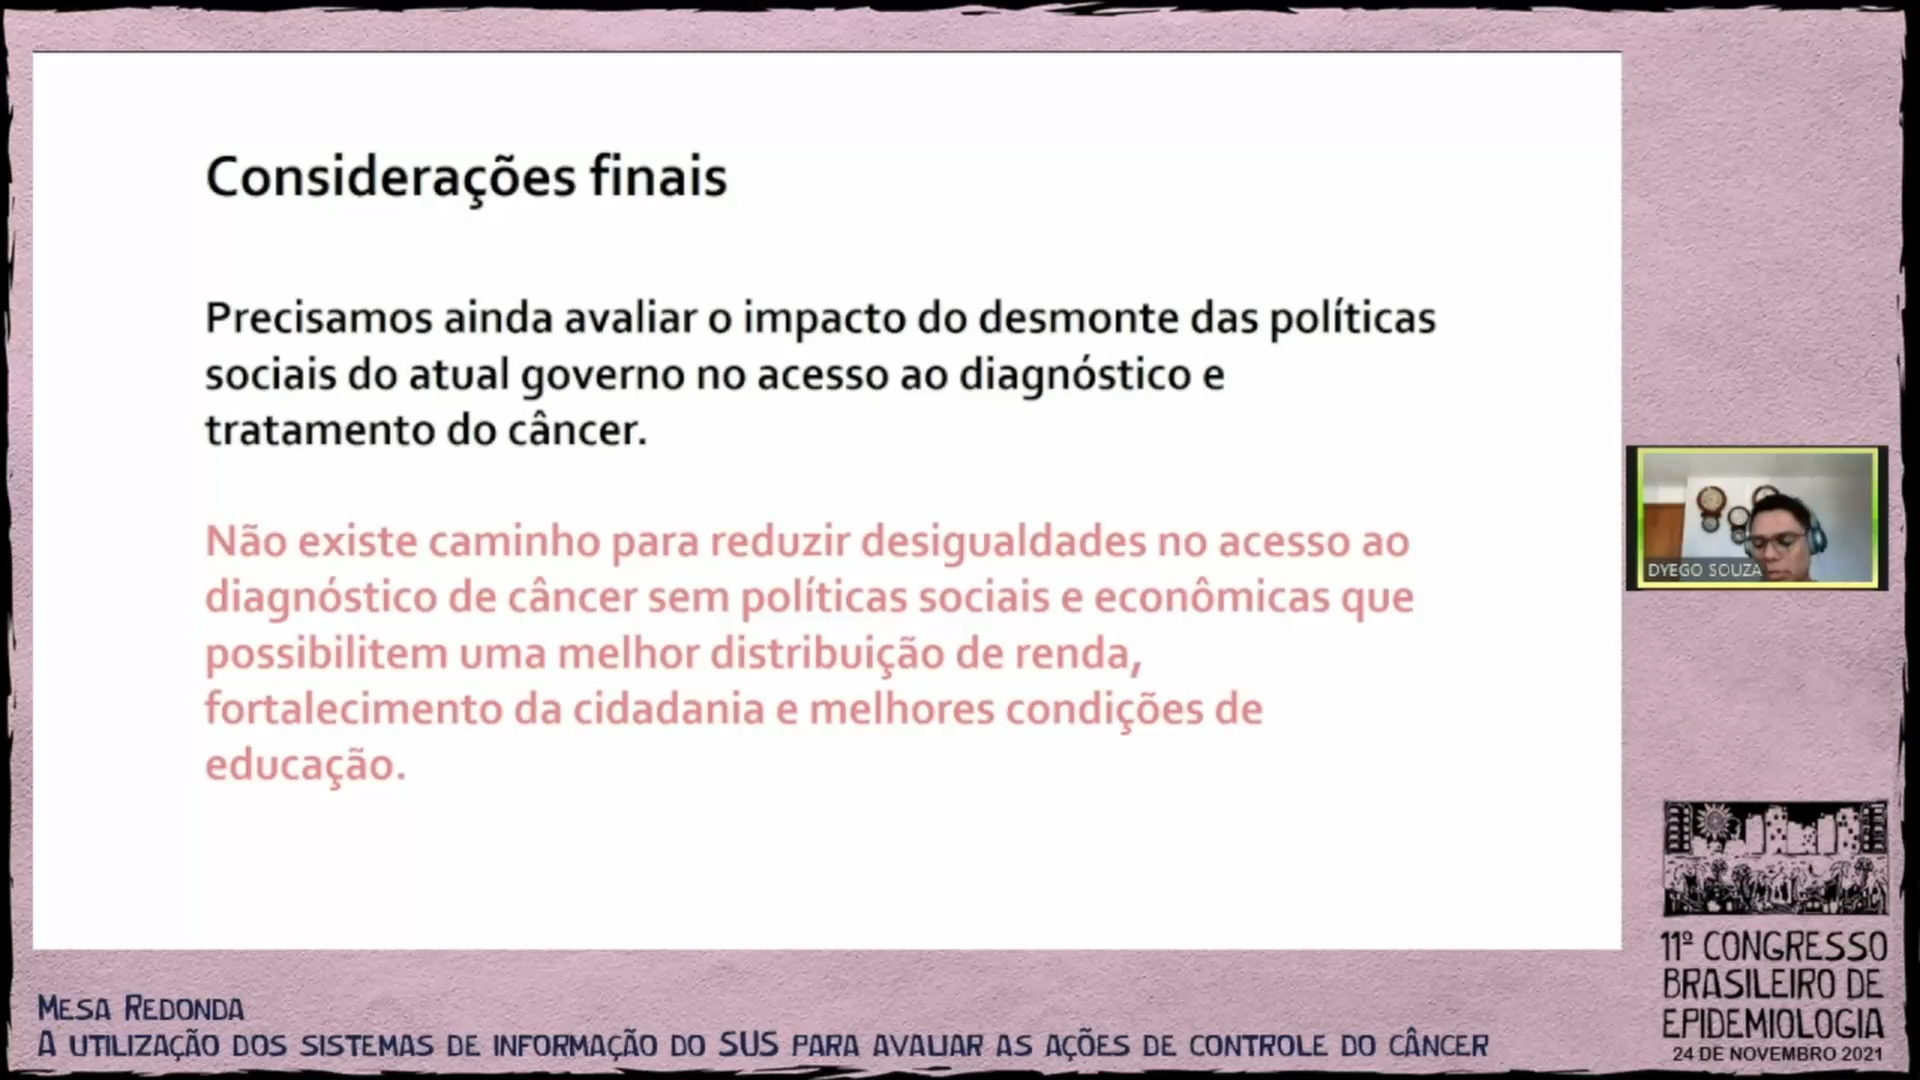 Considerações finais
Precisamos ainda avaliar o impacto do desmonte das políticas
sociais do atual governo no acesso ao diagnóstico e
tratamento do câncer.
Não existe caminho para reduzir desigualdades no acesso ao
diagnóstico de câncer sem políticas sociais e econômicas que
possibilitem uma melhor distribuição de renda,
fortalecimento da cidadania e melhores condições de
educação.
DYEGO SOUZA
11º CONGRESSO
BRASILEIRO DE
EPIDEMIOLOGIA
24 DE NOVEMBRO 2021
MESA REDONDA
A UTILIZAÇÃO DOS SISTEMAS DE INFORMAÇÃO DO SUS PARA AVALIAR AS AÇÕES DE CONTROLE DO CÂNCER